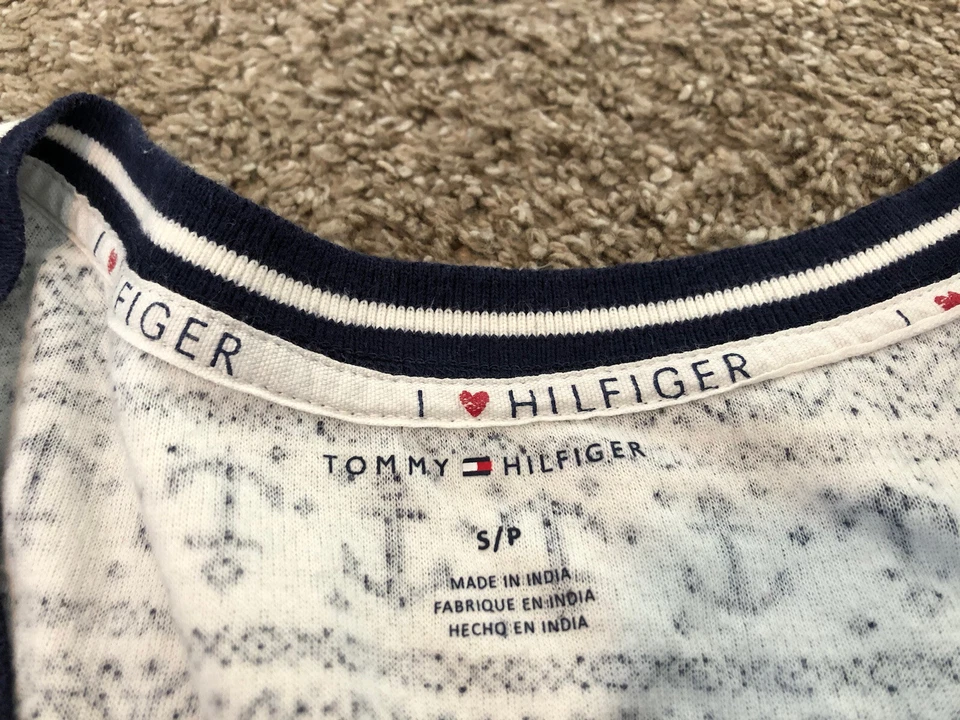 I
FIGER
I ❤ HILFIGER
I ❤
TOMMY HILFIGER
S/P
MADE IN INDIA
FABRIQUE EN INDIA
HECHO EN INDIA